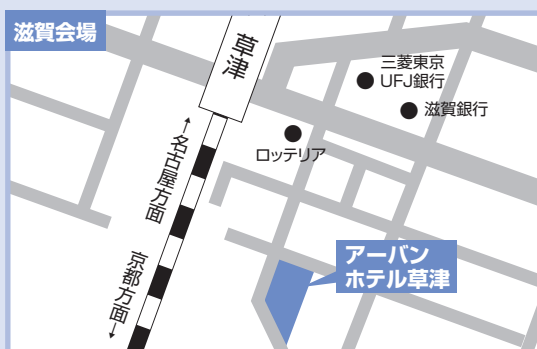 滋賀会場
草津
三菱東京
UFJ銀行
滋賀銀行
ロッテリア
←名古屋方面
京都方面→
アーバン
ホテル草津